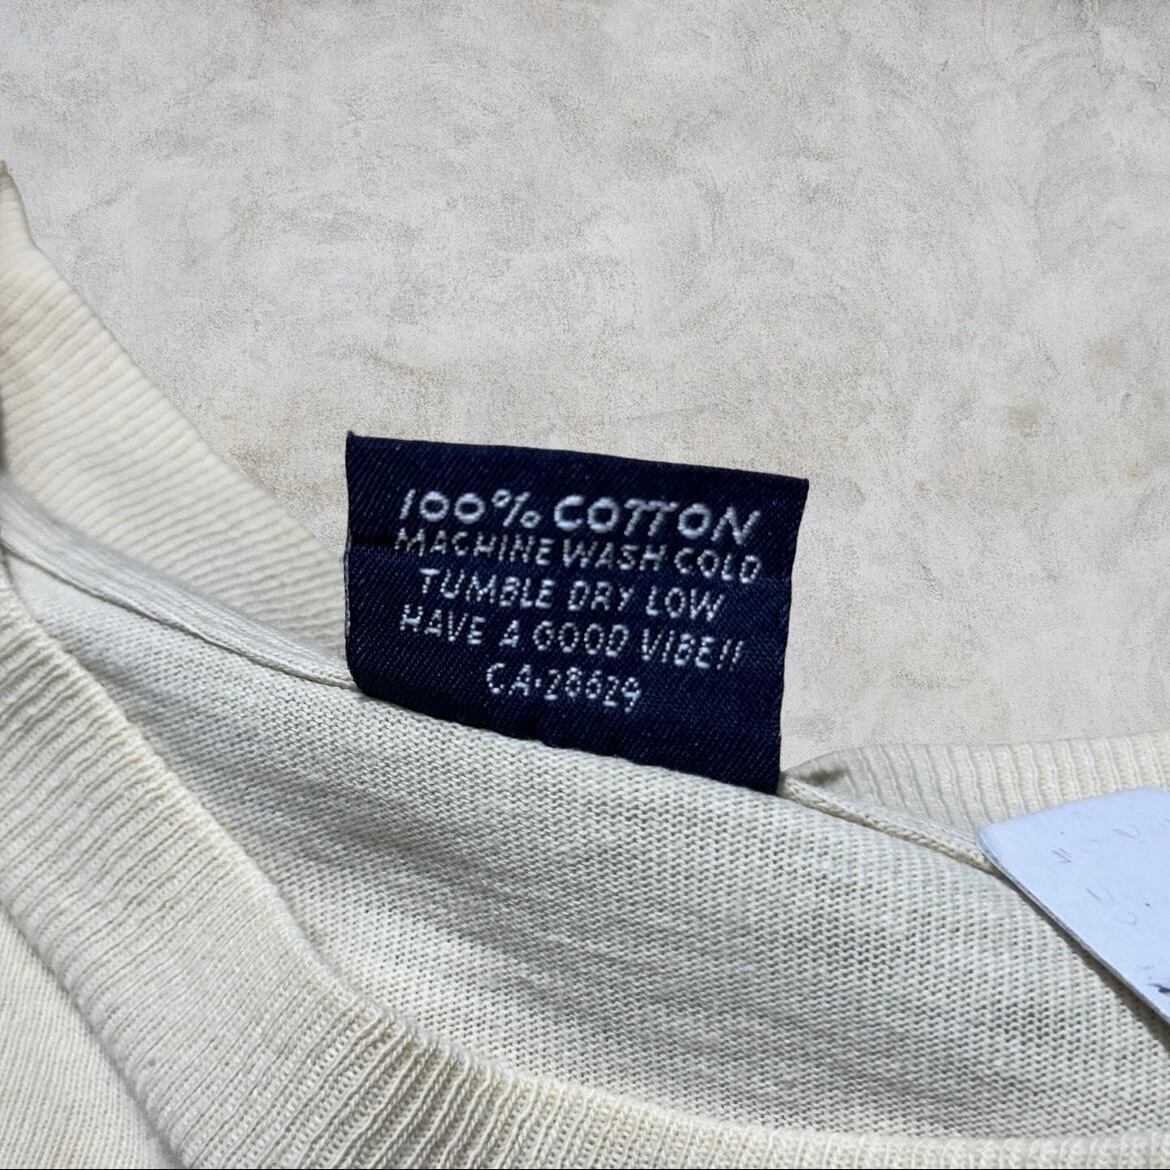 100% COTTON
MACHINE WASH COLD
TUMBLE DRY LOW
HAVE A GOOD VIBE!!
CA•28629